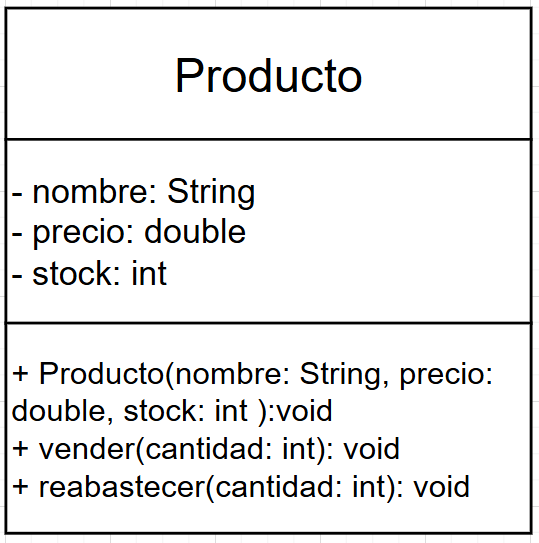 Producto
- nombre: String
- precio: double
- stock: int
+ Producto(nombre: String, precio:
double, stock: int ):void
+ vender(cantidad: int): void
+ reabastecer(cantidad: int): void